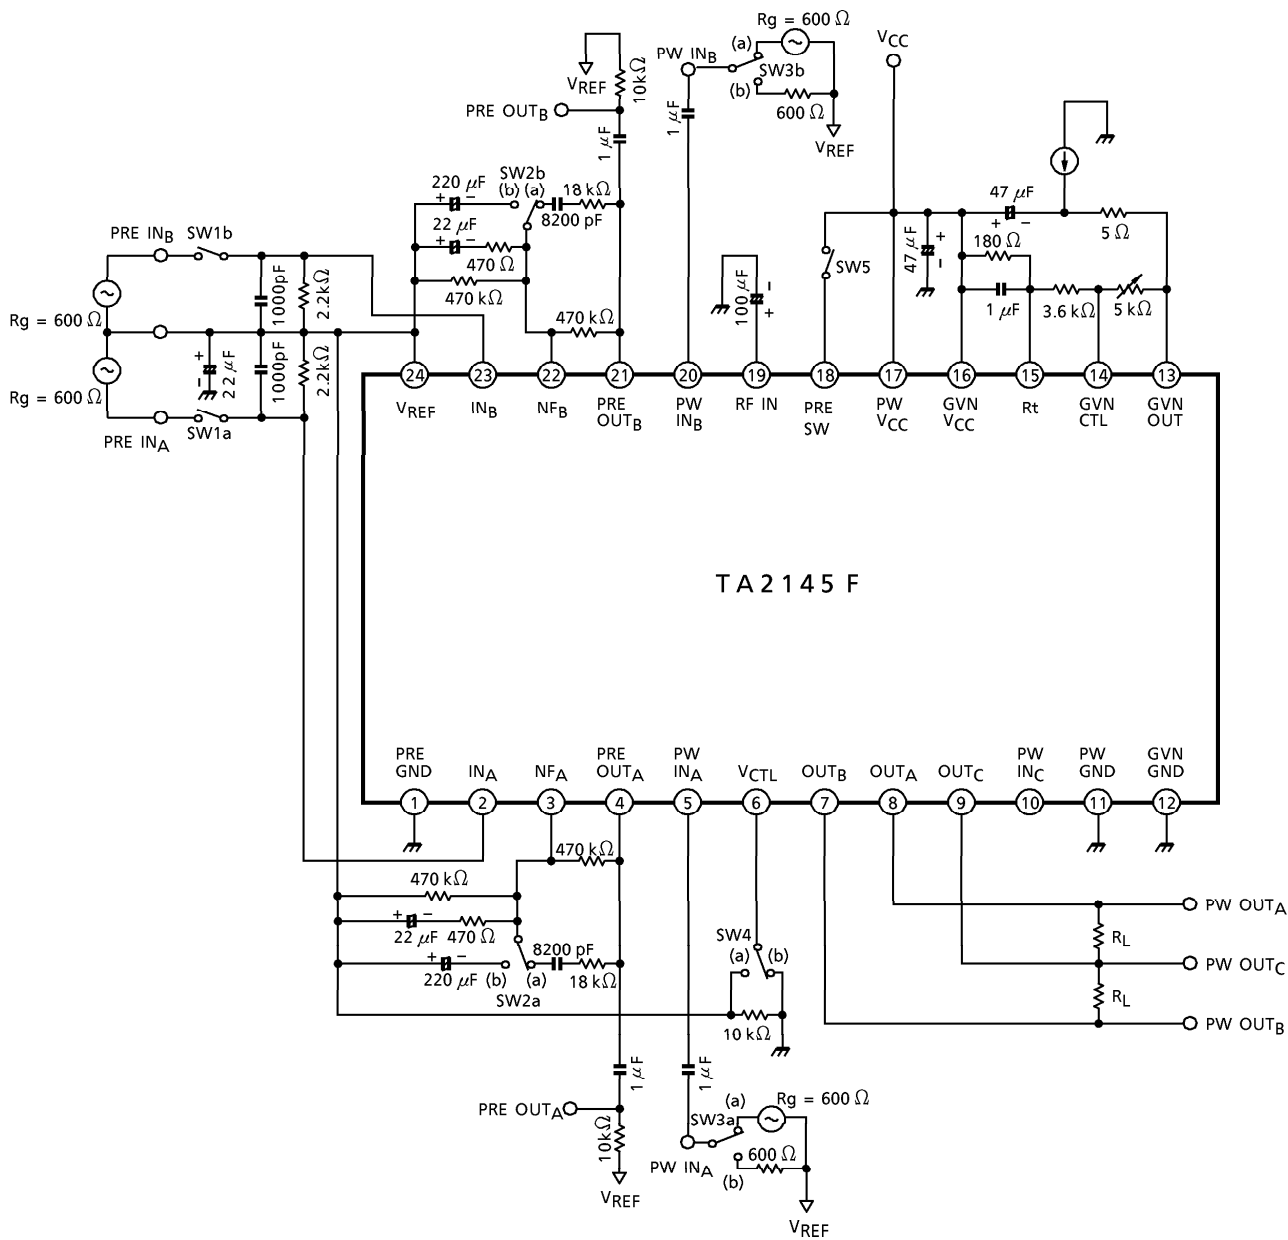 Rg = 600 Ω
PW INB
(a)
SW3b
(b)
600 Ω
VREF
1 μF
VCC
VREF
10kΩ
PRE OUTB
1 μF
SW2b
220 μF
(b) (a)
18 kΩ
+ −
8200 pF
22 μF
+ −
470 Ω
470 kΩ
470 kΩ
PRE INB
SW1b
1000pF
2.2kΩ
Rg = 600 Ω
+
−
22 μF
1000pF
2.2kΩ
Rg = 600 Ω
PRE INA
SW1a
100 μF
−
+
SW5
47 μF
+
−
47 μF
+ −
180 Ω
5 Ω
1 μF
3.6 kΩ
5 kΩ
24 23 22 21 20 19 18 17 16 15 14 13
VREF
INB
NFB
PRE OUTB
PW INB
RF IN
PRE SW
PW VCC
GVN VCC
Rt
GVN CTL
GVN OUT
TA2145F
PRE GND
INA
NFA
PRE OUTA
PW INA
VCTL
OUTB
OUTA
OUTC
PW INC
PW GND
GVN GND
1 2 3 4 5 6 7 8 9 10 11 12
470 kΩ
470 kΩ
+ −
22 μF
470 Ω
+ −
220 μF
(b)
(a)
8200 pF
18 kΩ
SW2a
SW4
(a)
(b)
10 kΩ
PW OUTA
RL
PW OUTC
RL
PW OUTB
1 μF
1 μF
PRE OUTA
10kΩ
VREF
Rg = 600 Ω
(a)
SW3a
600 Ω
PW INA
(b)
VREF